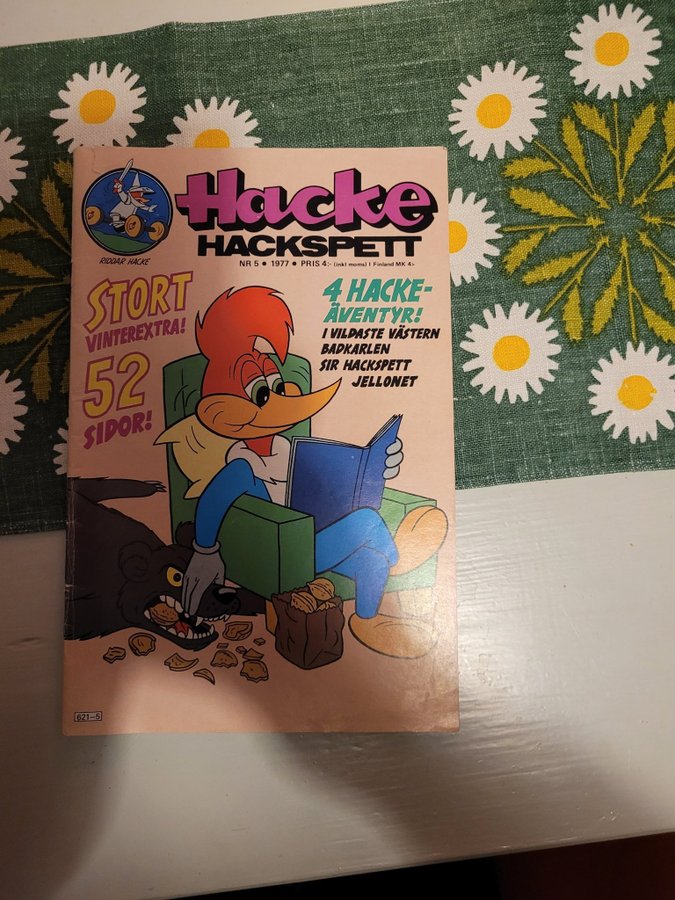 RIDDAR HACKE
Hacke
HACKSPETT
NR 5 • 1977 • PRIS 4:- (inkl moms) I Finland MK 4:-
STORT
VINTEREXTRA!
52
SIDOR!
4 HACKE-
ÄVENTYR!
I VILDASTE VÄSTERN
BADKARLEN
SIR HACKSPETT
JELLONET
621-5